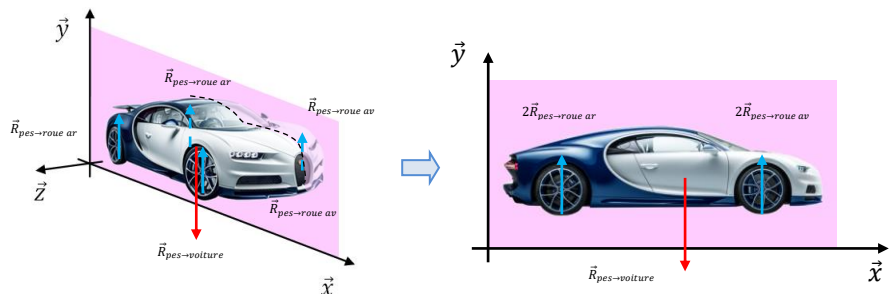 y⃗
R⃗pes→roue ar
R⃗pes→roue av
R⃗pes→roue ar
z⃗
R⃗pes→roue av
R⃗pes→voiture
x⃗
y⃗
2R⃗pes→roue ar
2R⃗pes→roue av
R⃗pes→voiture
x⃗